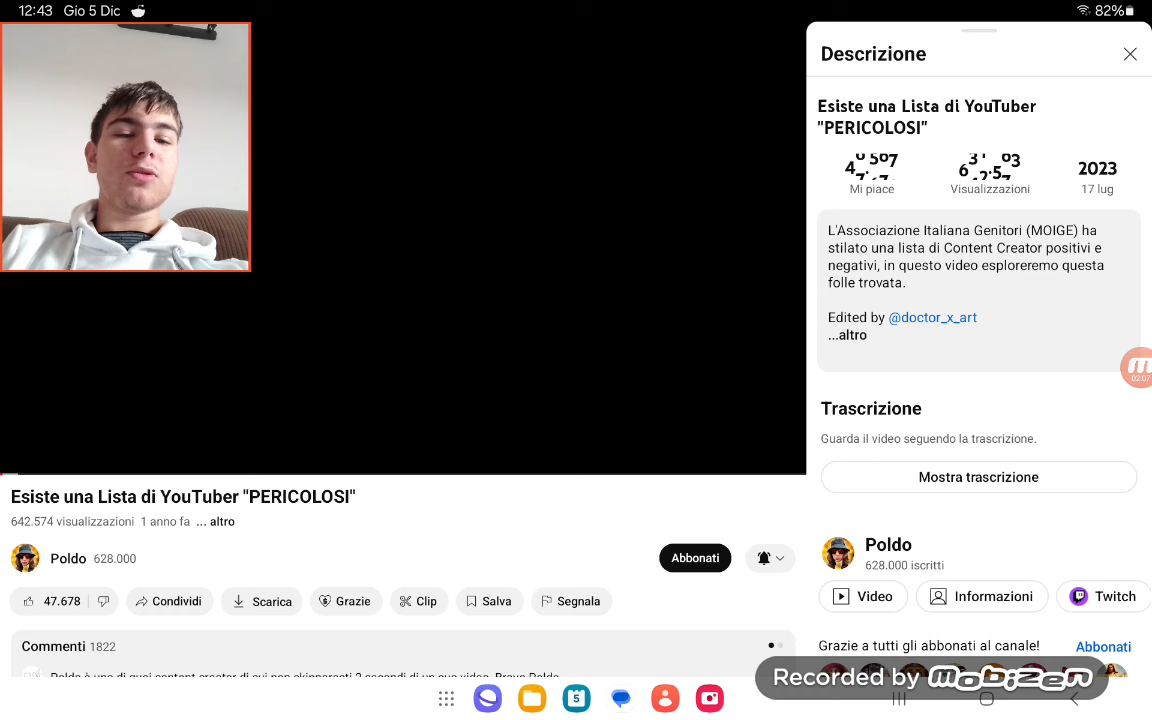 12:43 Gio 5 Dic
82%
Descrizione
Esiste una Lista di YouTuber
"PERICOLOSI"
2023
Mi piace
Visualizzazioni
17 lug
L'Associazione Italiana Genitori (MOIGE) ha
stilato una lista di Content Creator positivi e
negativi, in questo video esploreremo questa
folle trovata.
Edited by @doctor_x_art
...altro
02:07
Trascrizione
Guarda il video seguendo la trascrizione.
Mostra trascrizione
Esiste una Lista di YouTuber "PERICOLOSI"
642.574 visualizzazioni 1 anno fa ... altro
Poldo 628.000
Abbonati
47.678
Condividi
Scarica
Grazie
Clip
Salva
Segnala
Commenti 1822
Poldo
628.000 iscritti
Video
Informazioni
Twitch
Grazie a tutti gli abbonati al canale!
Abbonati
Recorded by mobizen
5